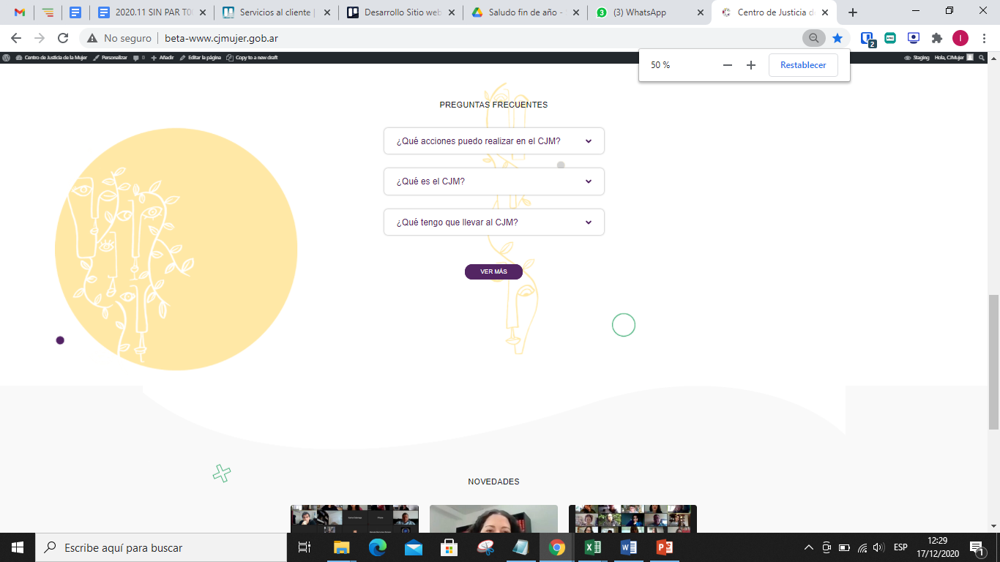 2020.11 SIN PAR T0
Servicios al cliente |
Desarrollo Sitio web
Saludo fin de año -
3
(3) WhatsApp
Centro de Justicia d
No seguro
beta-www.cjmujer.gob.ar
2
I
Centro de Justicia de la Mujer
Personalizar
0
Añadir
Editar la página
Copy to a new draft
Staging
Hola, CJMujer
50 %
Restablecer
PREGUNTAS FRECUENTES
¿Qué acciones puedo realizar en el CJM?
¿Qué es el CJM?
¿Qué tengo que llevar al CJM?
VER MÁS
NOVEDADES
Escribe aquí para buscar
ESP
12:29
17/12/2020
1